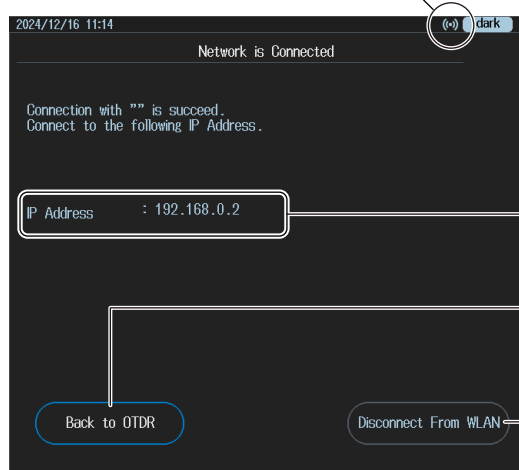 2024/12/16 11:14
dark
Network is Connected
Connection with "" is succeed.
Connect to the following IP Address.
IP Address : 192.168.0.2
Back to OTDR
Disconnect From WLAN